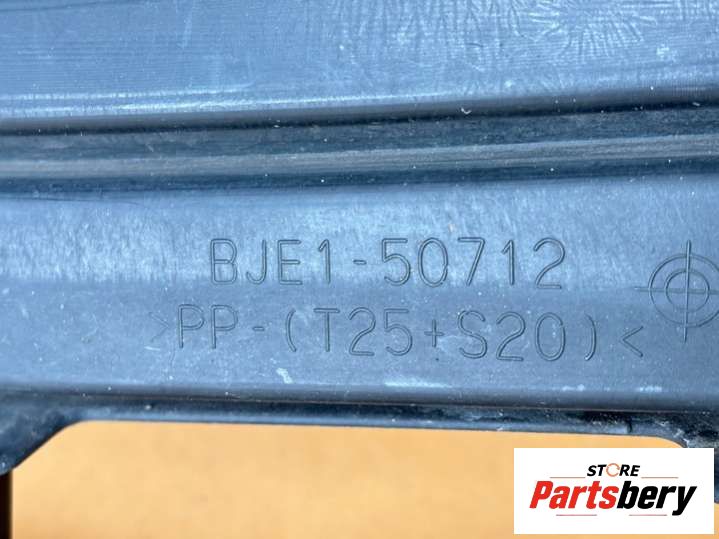 BJE1-50712
>PP-(T25+S20)<
STORE
Partsbery